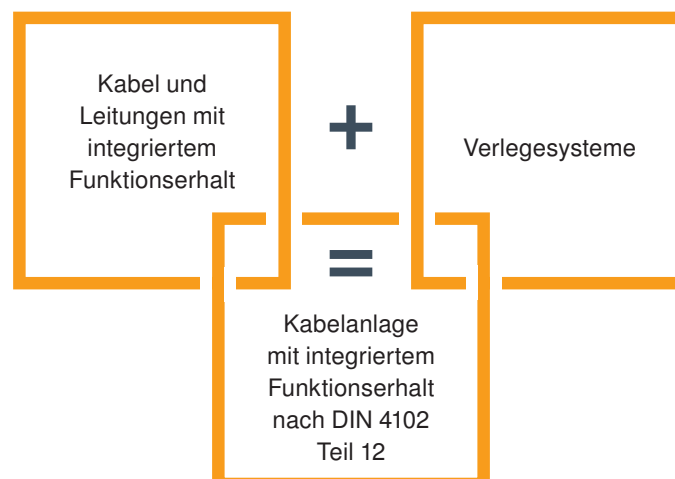 Kabel und
Leitungen mit
integriertem
Funktionserhalt
+
Verlegesysteme
=
Kabelanlage
mit integriertem
Funktionserhalt
nach DIN 4102
Teil 12